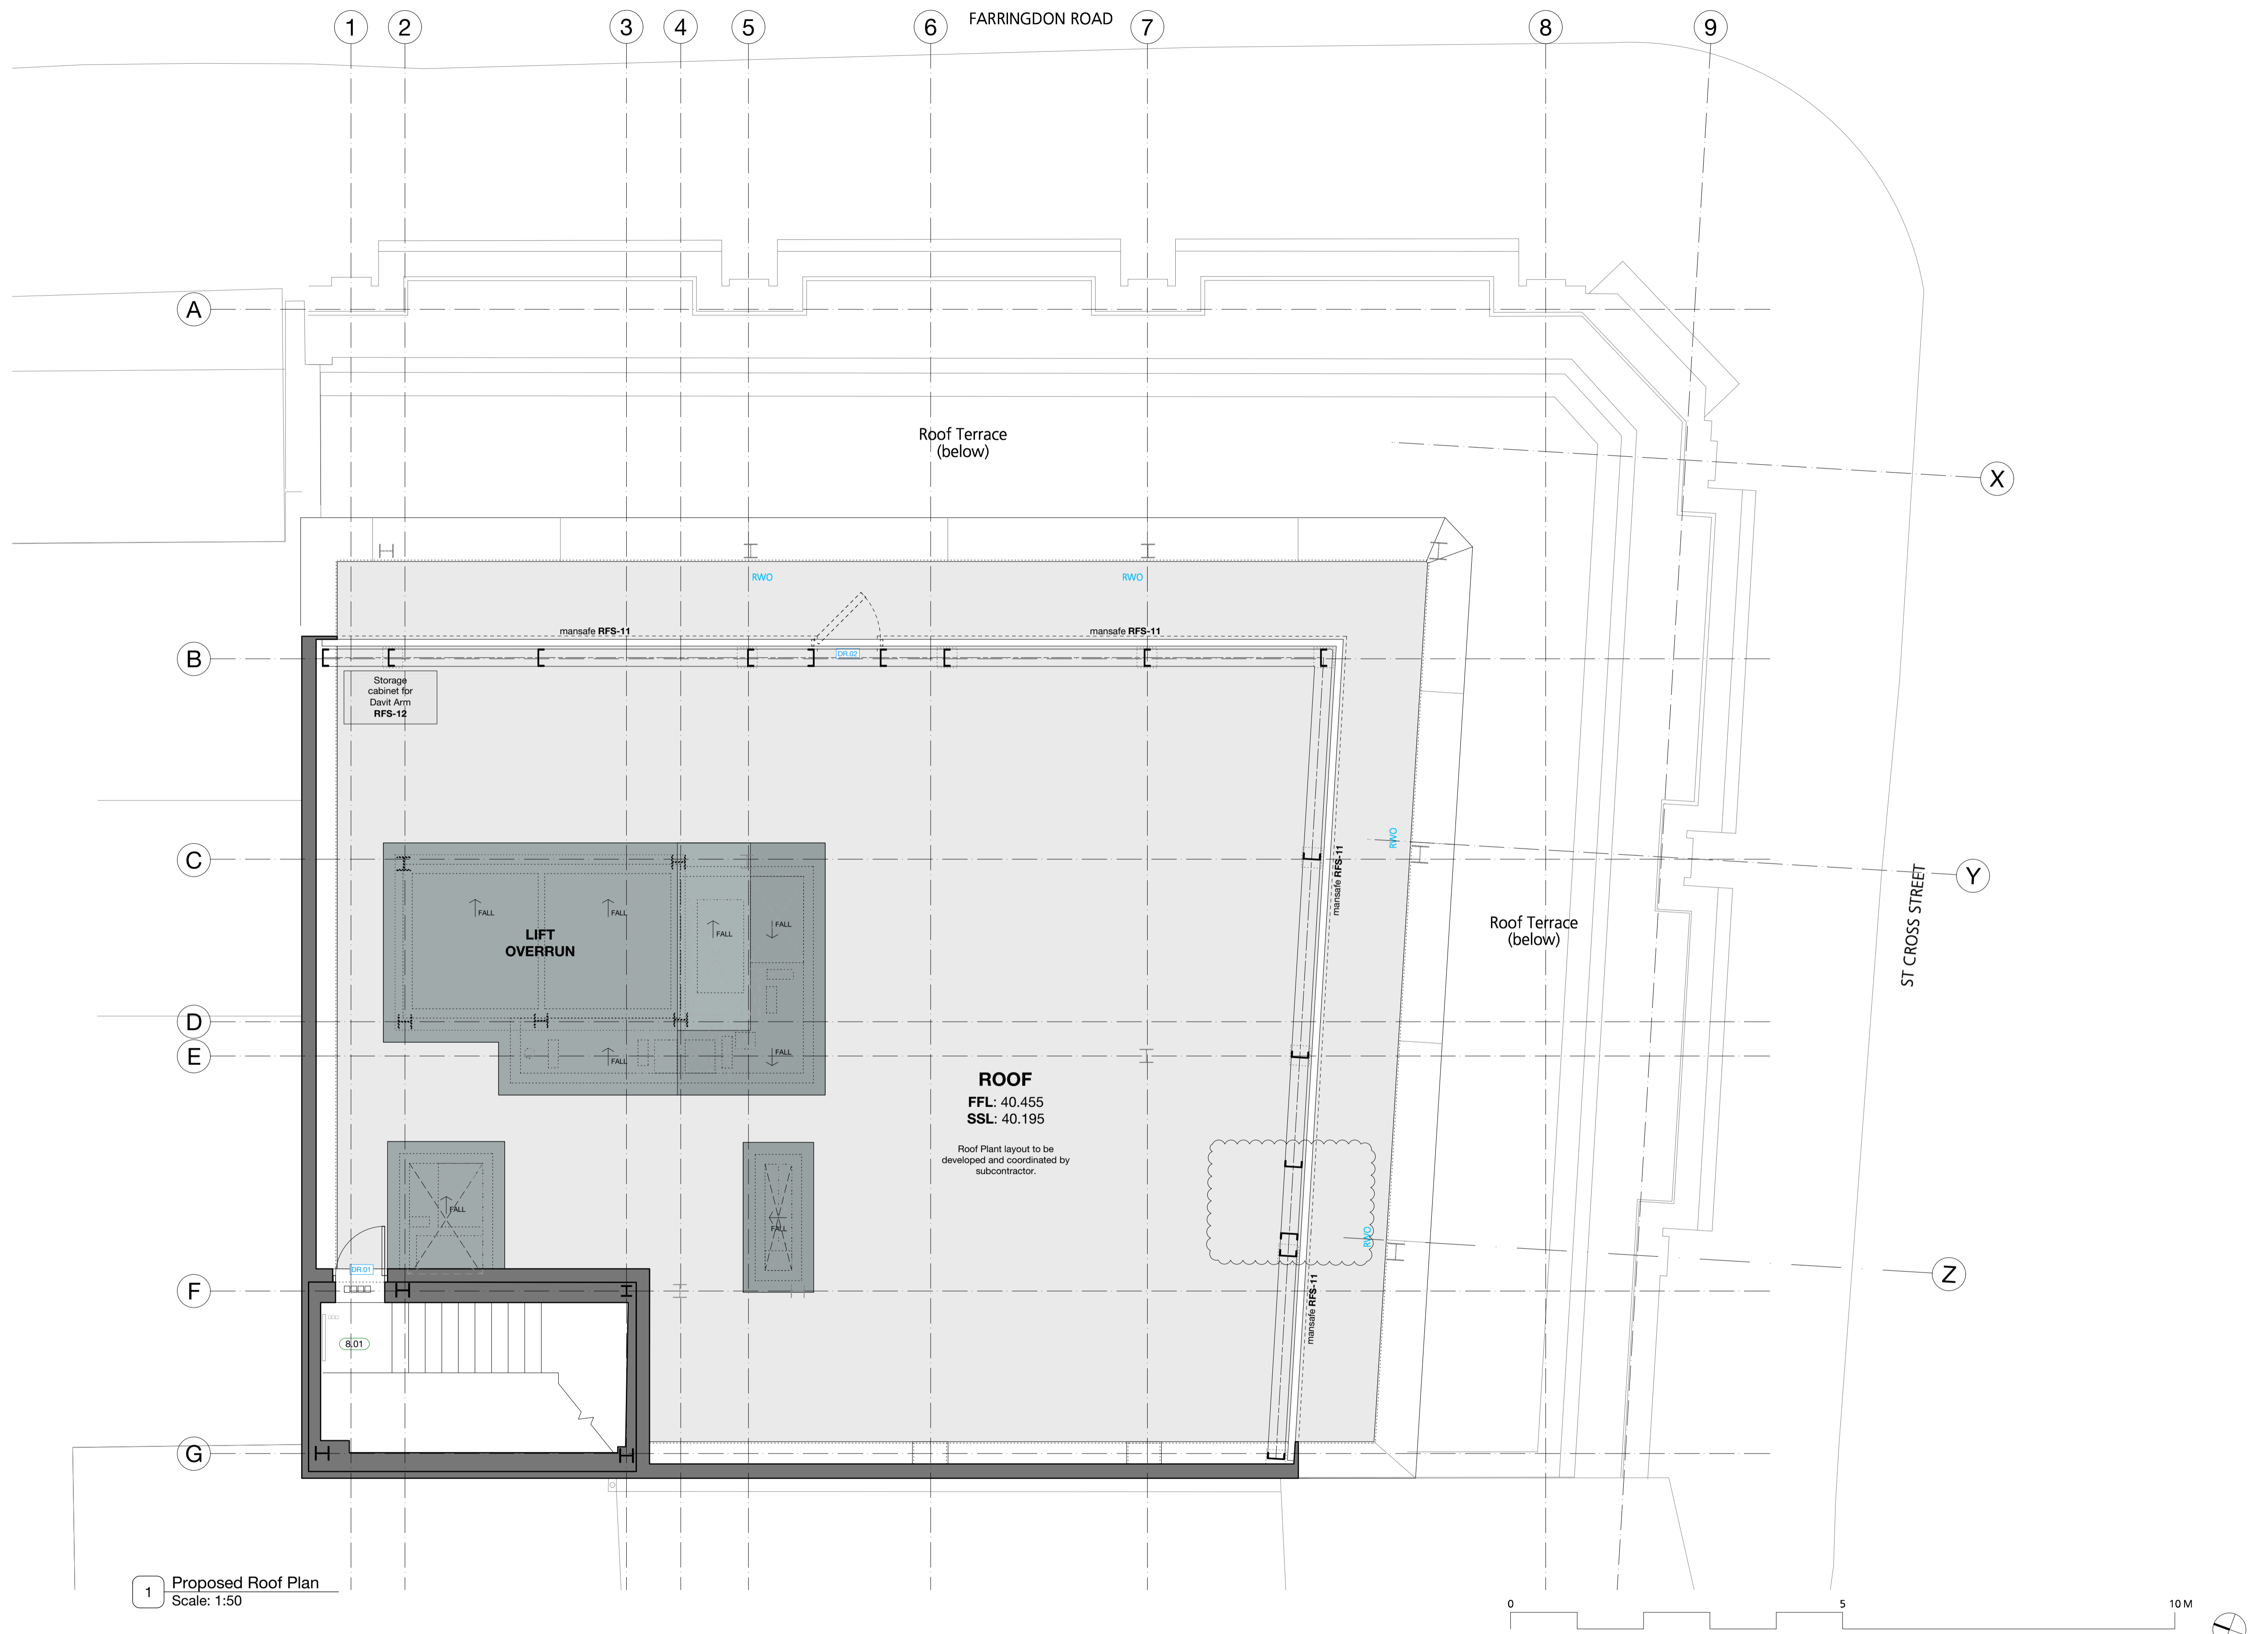 FARRINGDON ROAD
1
2
3
4
5
6
7
8
9
A
Roof Terrace
(below)
X
RWO
RWO
mansafe RFS-11
mansafe RFS-11
B
DR.02
Storage
cabinet for
Davit Arm
RFS-12
RWO
C
mansafe RFS-11
Y
FALL
FALL
FALL
FALL
LIFT
OVERRUN
Roof Terrace
(below)
ST CROSS STREET
D
E
FALL
FALL
ROOF
FFL: 40.455
SSL: 40.195
Roof Plant layout to be
developed and coordinated by
subcontractor.
FALL
FALL
RWO
DR.01
Z
F
mansafe RFS-11
8.01
G
1
Proposed Roof Plan
Scale: 1:50
0
5
10 M